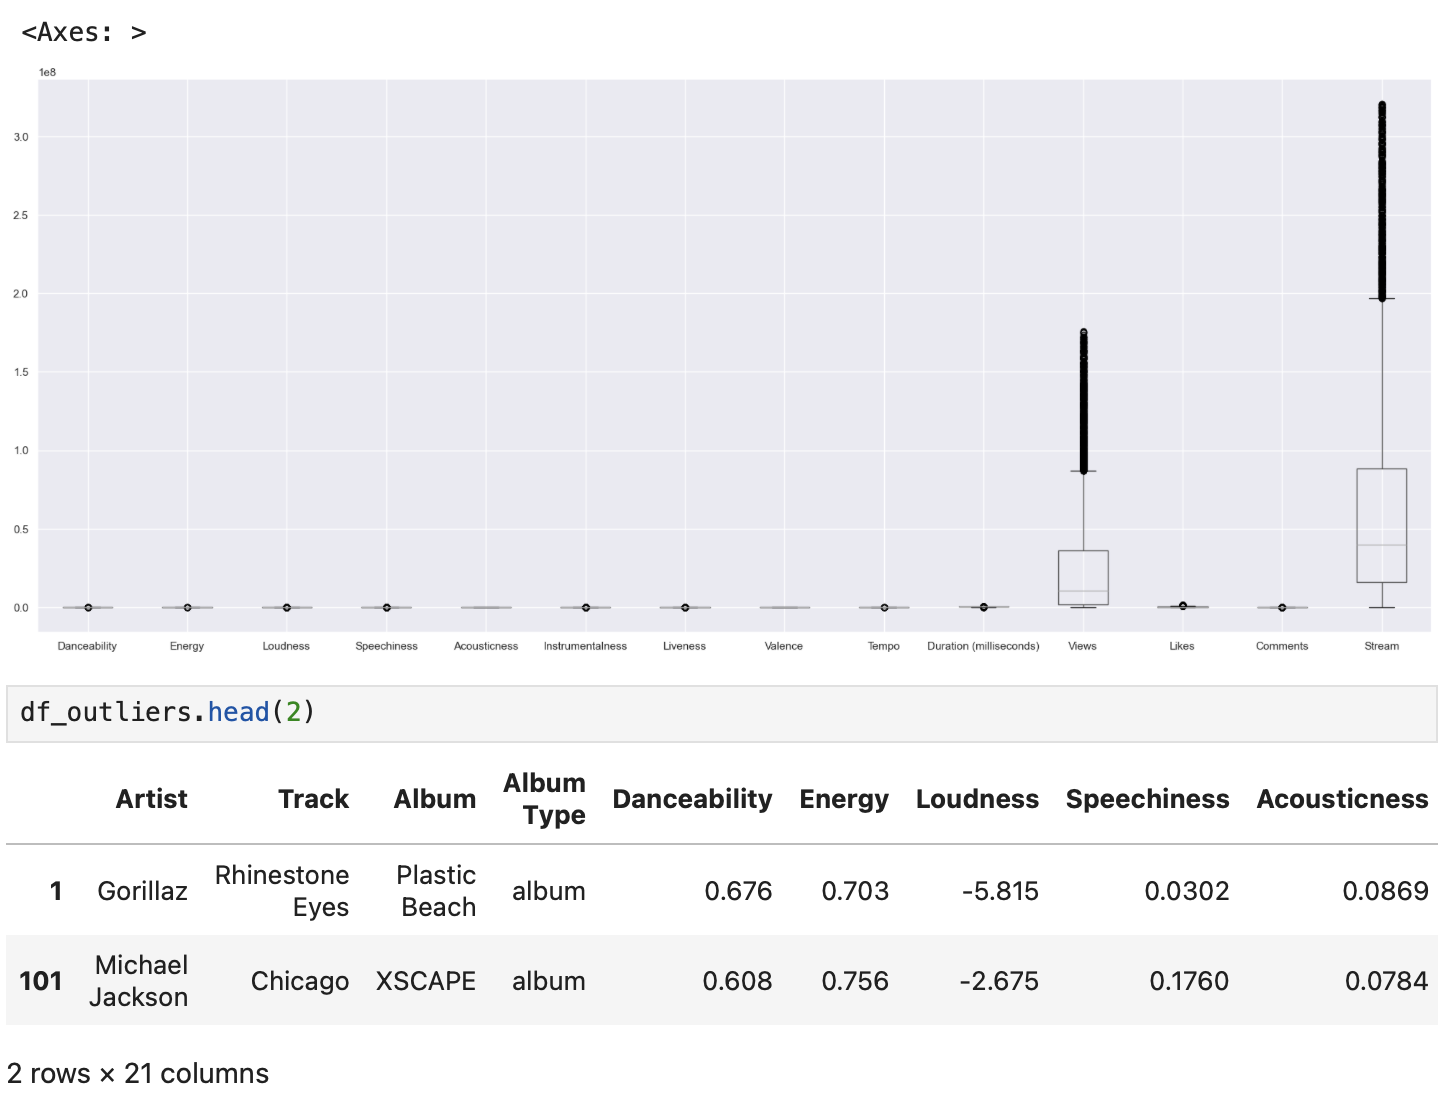 <Axes: >
1e8
3.0
2.5
2.0
1.5
1.0
0.5
0.0
Danceability Energy Loudness Speechiness Acousticness Instrumentalness Liveness Valence Tempo Duration (milliseconds) Views Likes Comments Stream
df_outliers.head(2)
Artist Track Album Album Type Danceability Energy Loudness Speechiness Acousticness
1 Gorillaz Rhinestone Eyes Plastic Beach album 0.676 0.703 -5.815 0.0302 0.0869
101 Michael Jackson Chicago XSCAPE album 0.608 0.756 -2.675 0.1760 0.0784
2 rows × 21 columns